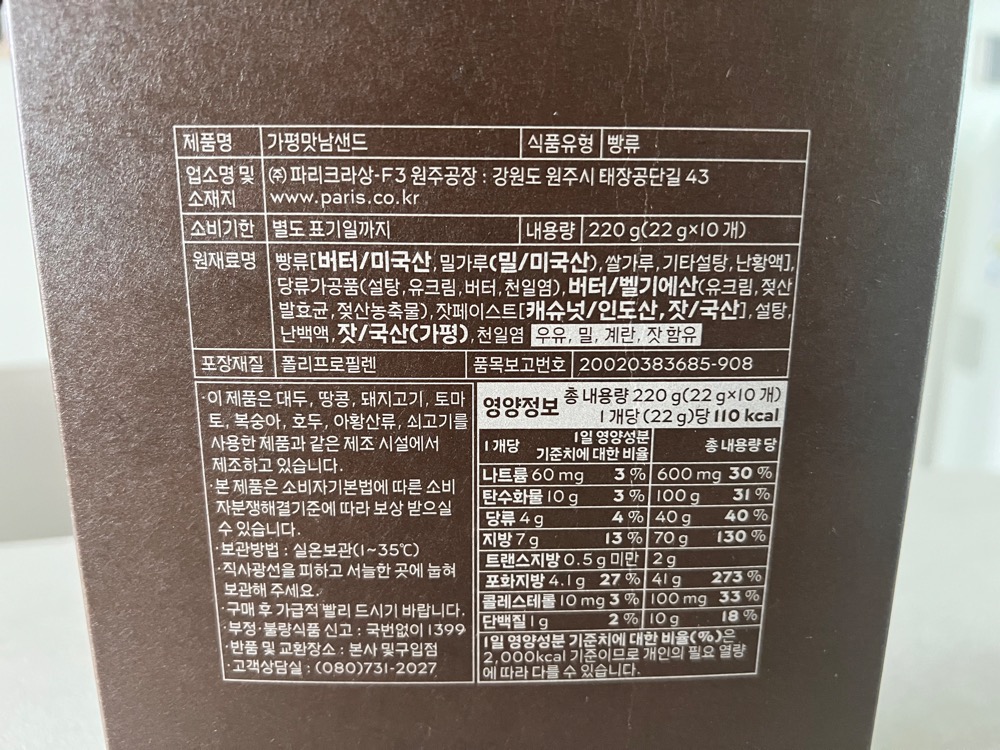 제품명 가평맛남샌드 식품유형 빵류
업소명 및 ㈜파리크라상-F3 원주공장 : 강원도 원주시 태장공단길 43
소재지 www.paris.co.kr
소비기한 별도 표기일까지 내용량 220 g(22 g×10 개)
원재료명 빵류[버터/미국산, 밀가루(밀/미국산), 쌀가루, 기타설탕, 난황액],
당류가공품(설탕, 유크림, 버터, 천일염), 버터/벨기에산(유크림, 젖산
발효균, 젖산농축물), 잣페이스트[캐슈넛/인도산, 잣/국산], 설탕,
난백액, 잣/국산(가평), 천일염 우유, 밀, 계란, 잣 함유
포장재질 폴리프로필렌 품목보고번호 20020383685-908
·이 제품은 대두, 땅콩, 돼지고기, 토마
토, 복숭아, 호두, 아황산류, 쇠고기를
사용한 제품과 같은 제조 시설에서
제조하고 있습니다.
·본 제품은 소비자기본법에 따른 소비
자분쟁해결기준에 따라 보상 받으실
수 있습니다.
·보관방법 : 실온보관(1~35℃)
·직사광선을 피하고 서늘한 곳에 눕혀
보관해 주세요.
·구매 후 가급적 빨리 드시기 바랍니다.
·부정·불량식품 신고 : 국번없이 1399
·반품 및 교환장소 : 본사 및 구입점
·고객상담실 : (080)731-2027
영양정보 총 내용량 220 g(22 g×10 개)
1개당 (22 g)당 110 kcal
1개당 1일 영양성분 기준치에 대한 비율 총 내용량 당
나트륨 60 mg 3 % 600 mg 30 %
탄수화물 10 g 3 % 100 g 31 %
당류 4 g 4 % 40 g 40 %
지방 7 g 13 % 70 g 130 %
트랜스지방 0.5 g 미만 2 g
포화지방 4.1 g 27 % 41 g 273 %
콜레스테롤 10 mg 3 % 100 mg 33 %
단백질 1 g 2 % 10 g 18 %
1일 영양성분 기준치에 대한 비율(%)은
2,000kcal 기준이므로 개인의 필요 열량
에 따라 다를 수 있습니다.